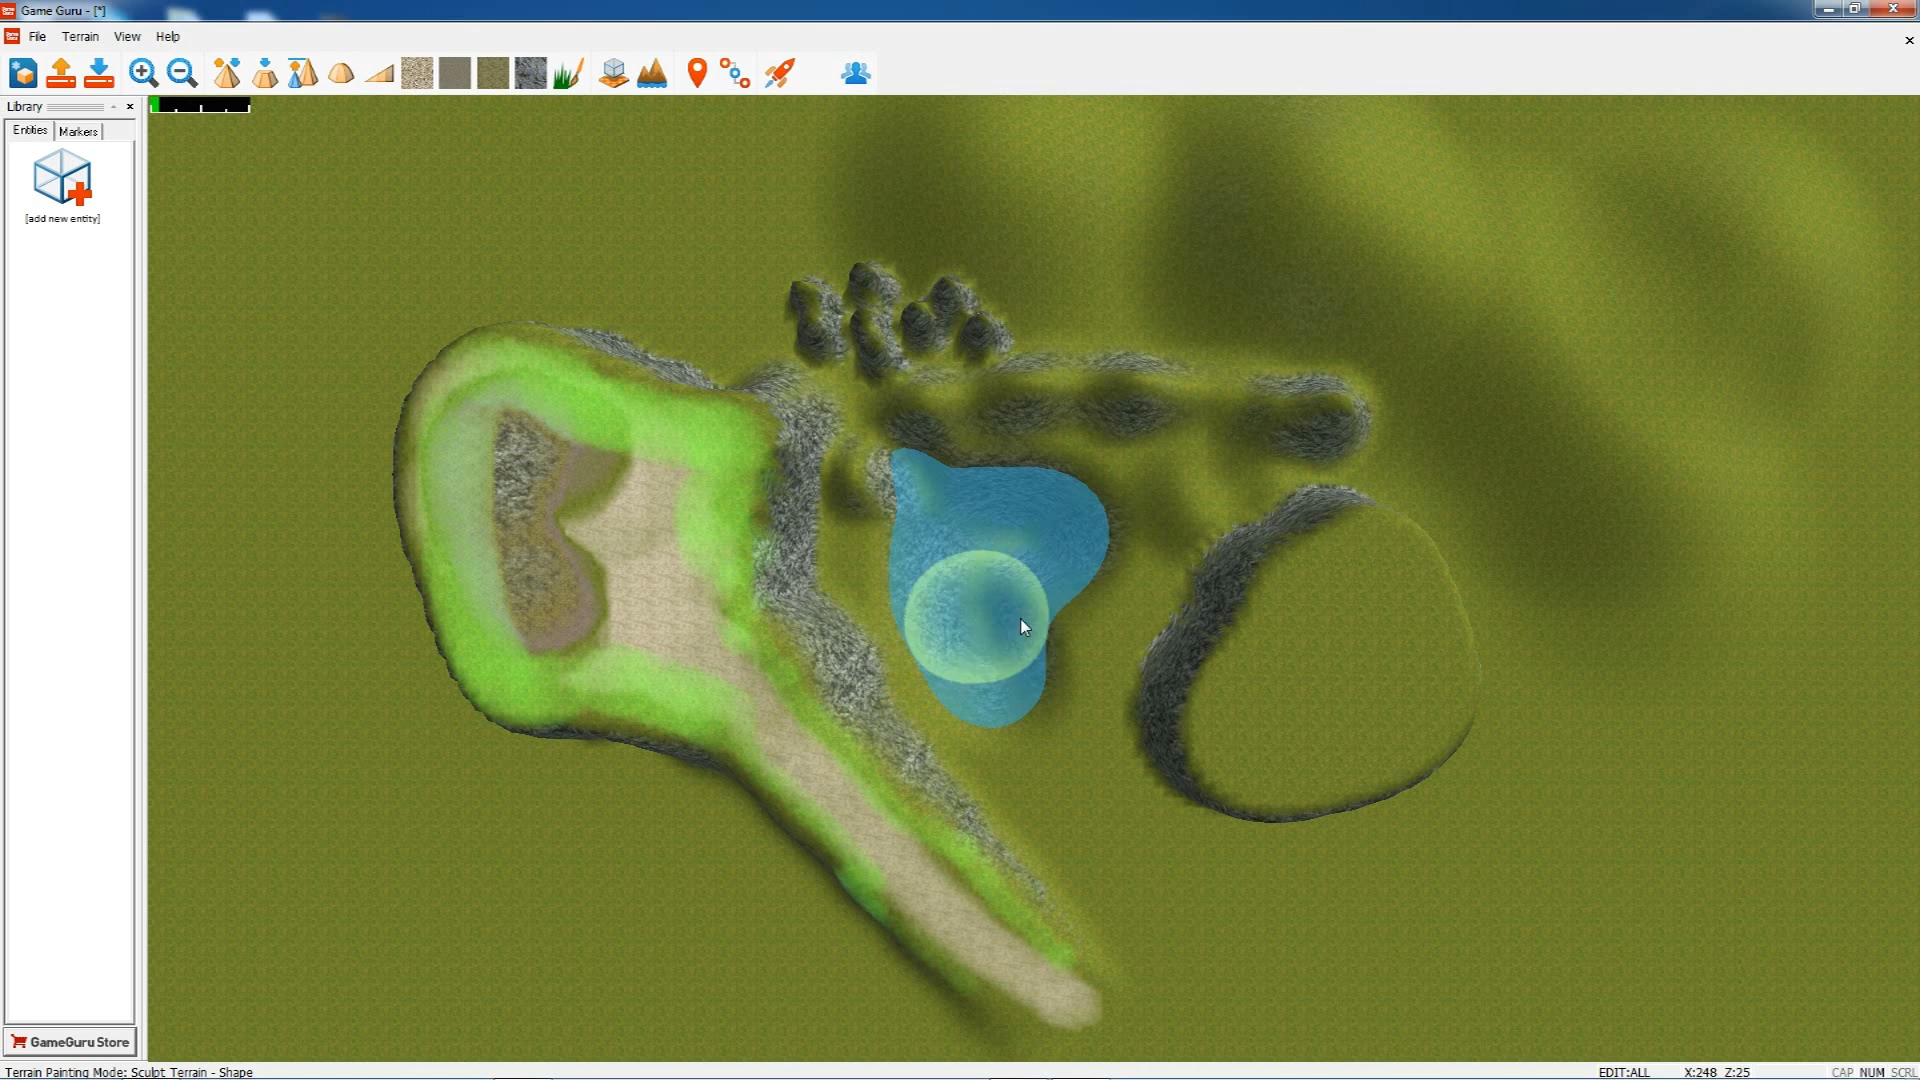 Game Guru - [*]
File Terrain View Help
Library
Entities Markers
[add new entity]
GameGuru Store
Terrain Painting Mode: Sculpt Terrain - Shape
EDIT:ALL X:248 Z:25 CAP NUM SCRL